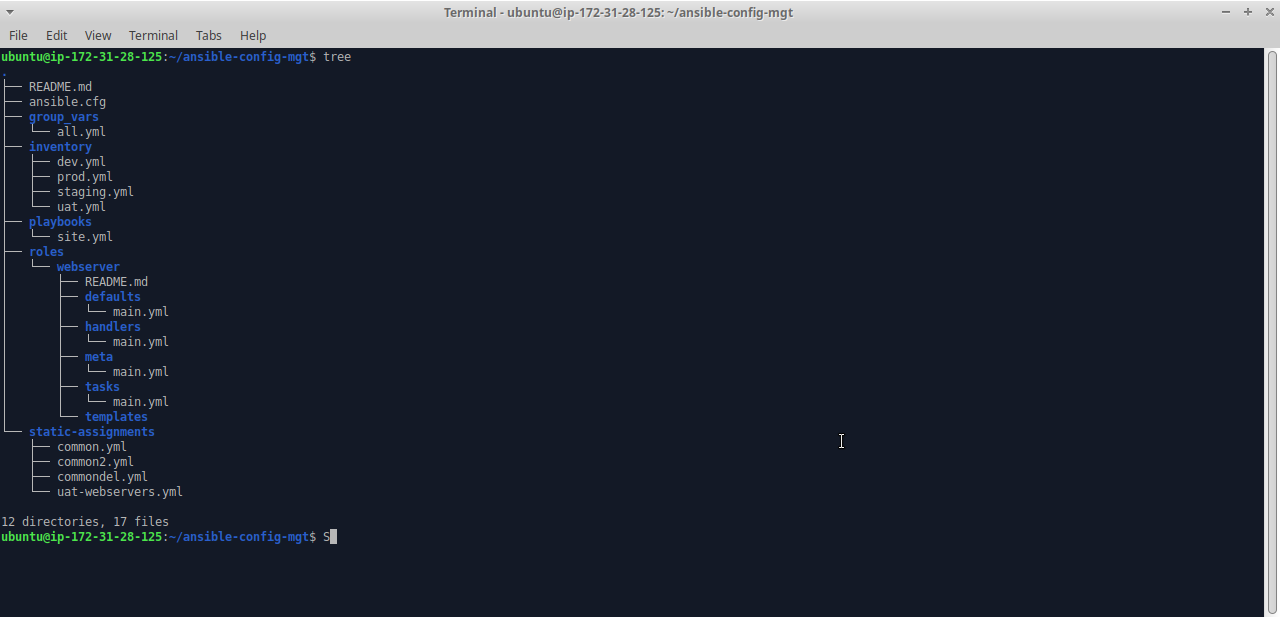 Terminal - ubuntu@ip-172-31-28-125: ~/ansible-config-mgt
File Edit View Terminal Tabs Help
ubuntu@ip-172-31-28-125:~/ansible-config-mgt$ tree
.
├── README.md
├── ansible.cfg
├── group_vars
│   └── all.yml
├── inventory
│   ├── dev.yml
│   ├── prod.yml
│   ├── staging.yml
│   └── uat.yml
├── playbooks
│   └── site.yml
├── roles
│   └── webserver
│       ├── README.md
│       ├── defaults
│       │   └── main.yml
│       ├── handlers
│       │   └── main.yml
│       ├── meta
│       │   └── main.yml
│       ├── tasks
│       │   └── main.yml
│       └── templates
└── static-assignments
    ├── common.yml
    ├── common2.yml
    ├── commondel.yml
    └── uat-webservers.yml
12 directories, 17 files
ubuntu@ip-172-31-28-125:~/ansible-config-mgt$ S